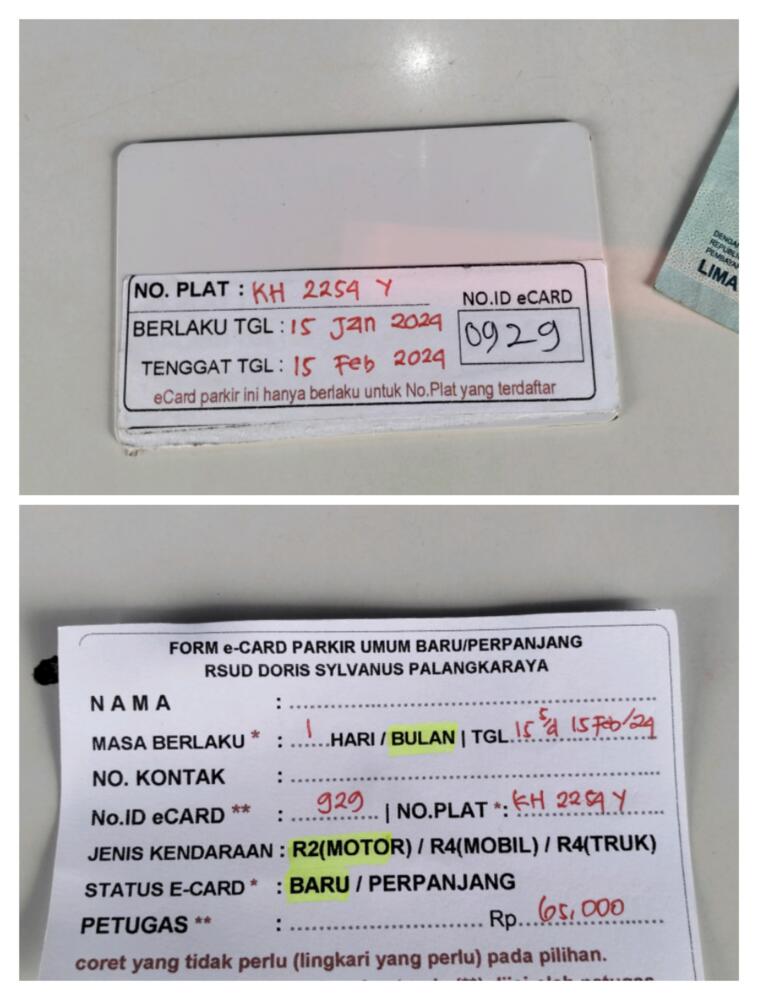 NO. PLAT : KH 2254 Y
NO.ID eCARD
BERLAKU TGL : 15 Jan 2024
0929
TENGGAT TGL : 15 Feb 2024
eCard parkir ini hanya berlaku untuk No.Plat yang terdaftar
DENGA
REPUBLI
PEMBAYA
LIMA
FORM e-CARD PARKIR UMUM BARU/PERPANJANG
RSUD DORIS SYLVANUS PALANGKARAYA
N A M A :
MASA BERLAKU * : 1 HARI / BULAN | TGL. 15 s/d 15 Feb/24
NO. KONTAK :
No.ID eCARD ** : 929 | NO.PLAT *: KH 2254 Y
JENIS KENDARAAN : R2(MOTOR) / R4(MOBIL) / R4(TRUK)
STATUS E-CARD * : BARU / PERPANJANG
PETUGAS ** : Rp. 65,000
coret yang tidak perlu (lingkari yang perlu) pada pilihan.